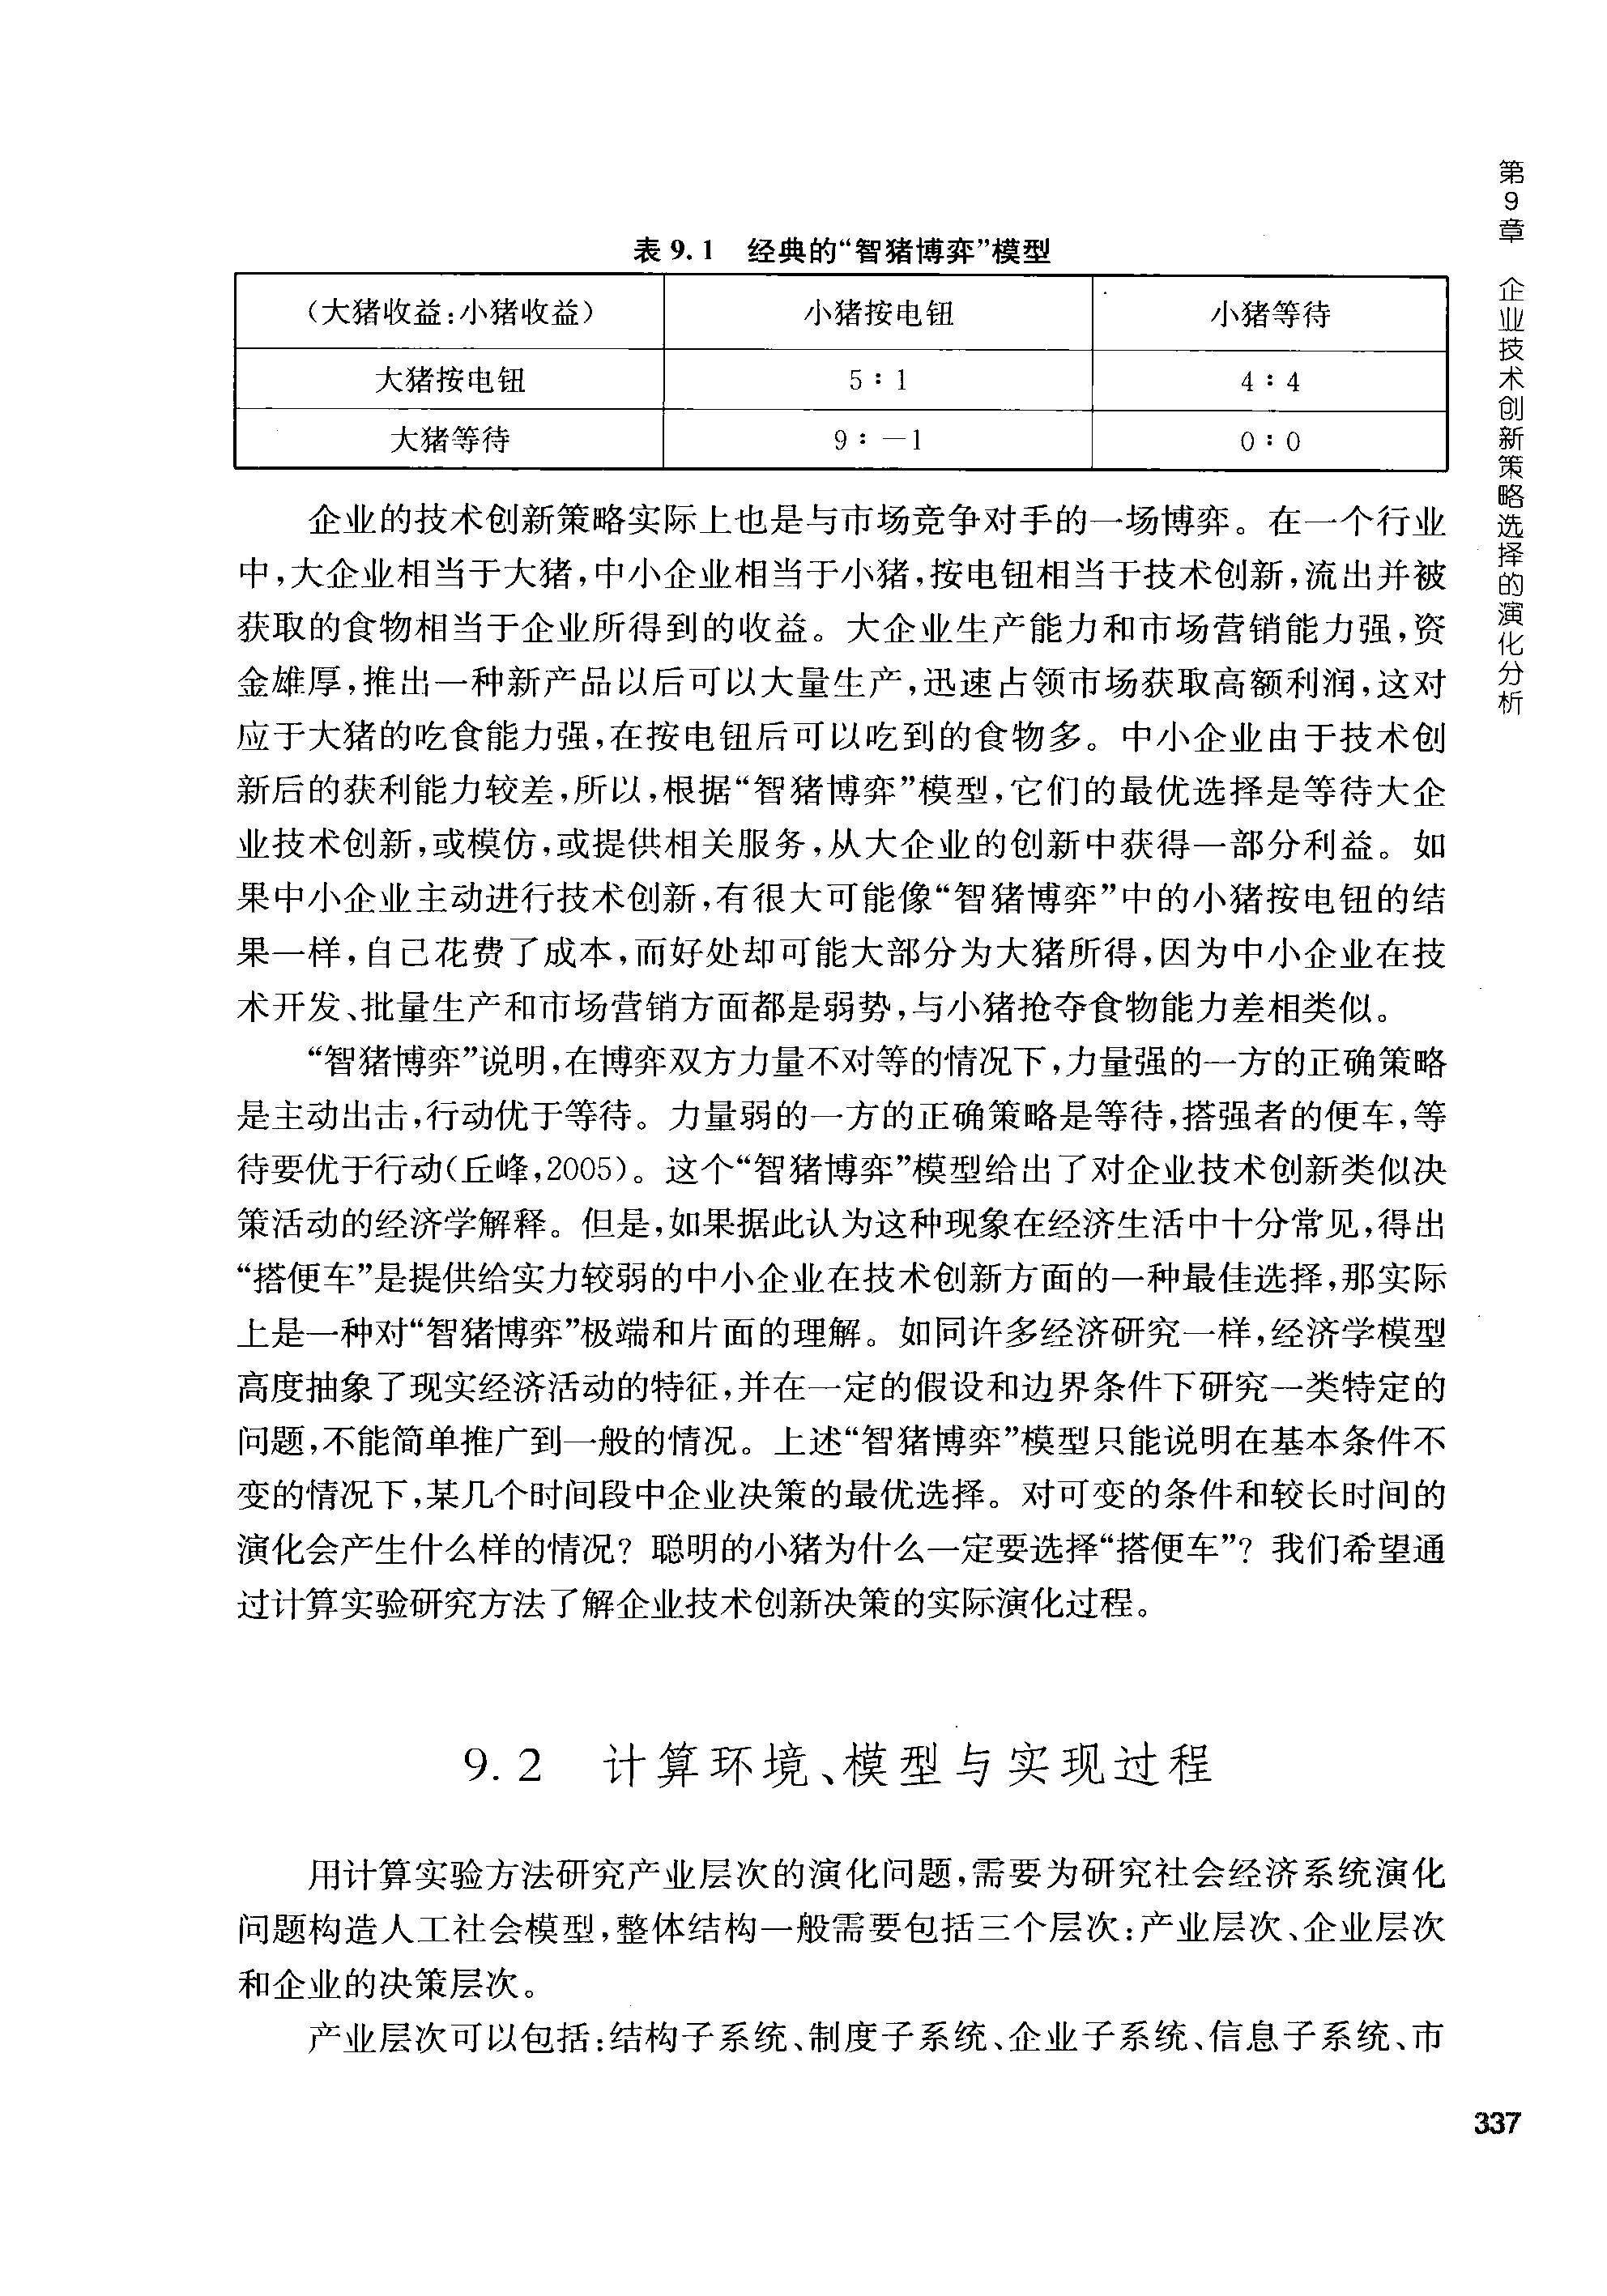 第9章 企业技术创新策略选择的演化分析
表 9.1 经典的“智猪博弈”模型
（大猪收益:小猪收益） 小猪按电钮 小猪等待
大猪按电钮 5：1 4：4
大猪等待 9：－1 0：0
企业的技术创新策略实际上也是与市场竞争对手的一场博弈。在一个行业
中,大企业相当于大猪,中小企业相当于小猪,按电钮相当于技术创新,流出并被
获取的食物相当于企业所得到的收益。大企业生产能力和市场营销能力强,资
金雄厚,推出一种新产品以后可以大量生产,迅速占领市场获取高额利润,这对
应于大猪的吃食能力强,在按电钮后可以吃到的食物多。中小企业由于技术创
新后的获利能力较差,所以,根据“智猪博弈”模型,它们的最优选择是等待大企
业技术创新,或模仿,或提供相关服务,从大企业的创新中获得一部分利益。如
果中小企业主动进行技术创新,有很大可能像“智猪博弈”中的小猪按电钮的结
果一样,自己花费了成本,而好处却可能大部分为大猪所得,因为中小企业在技
术开发、批量生产和市场营销方面都是弱势,与小猪抢夺食物能力差相类似。
“智猪博弈”说明,在博弈双方力量不对等的情况下,力量强的一方的正确策略
是主动出击,行动优于等待。力量弱的一方的正确策略是等待,搭强者的便车,等
待要优于行动(丘峰,2005)。这个“智猪博弈”模型给出了对企业技术创新类似决
策活动的经济学解释。但是,如果据此认为这种现象在经济生活中十分常见,得出
“搭便车”是提供给实力较弱的中小企业在技术创新方面的一种最佳选择,那实际
上是一种对“智猪博弈”极端和片面的理解。如同许多经济研究一样,经济学模型
高度抽象了现实经济活动的特征,并在一定的假设和边界条件下研究一类特定的
问题,不能简单推广到一般的情况。上述“智猪博弈”模型只能说明在基本条件不
变的情况下,某几个时间段中企业决策的最优选择。对可变的条件和较长时间的
演化会产生什么样的情况？聪明的小猪为什么一定要选择“搭便车”？我们希望通
过计算实验研究方法了解企业技术创新决策的实际演化过程。
9.2 计算环境、模型与实现过程
用计算实验方法研究产业层次的演化问题,需要为研究社会经济系统演化
问题构造人工社会模型,整体结构一般需要包括三个层次:产业层次、企业层次
和企业的决策层次。
产业层次可以包括:结构子系统、制度子系统、企业子系统、信息子系统、市
337